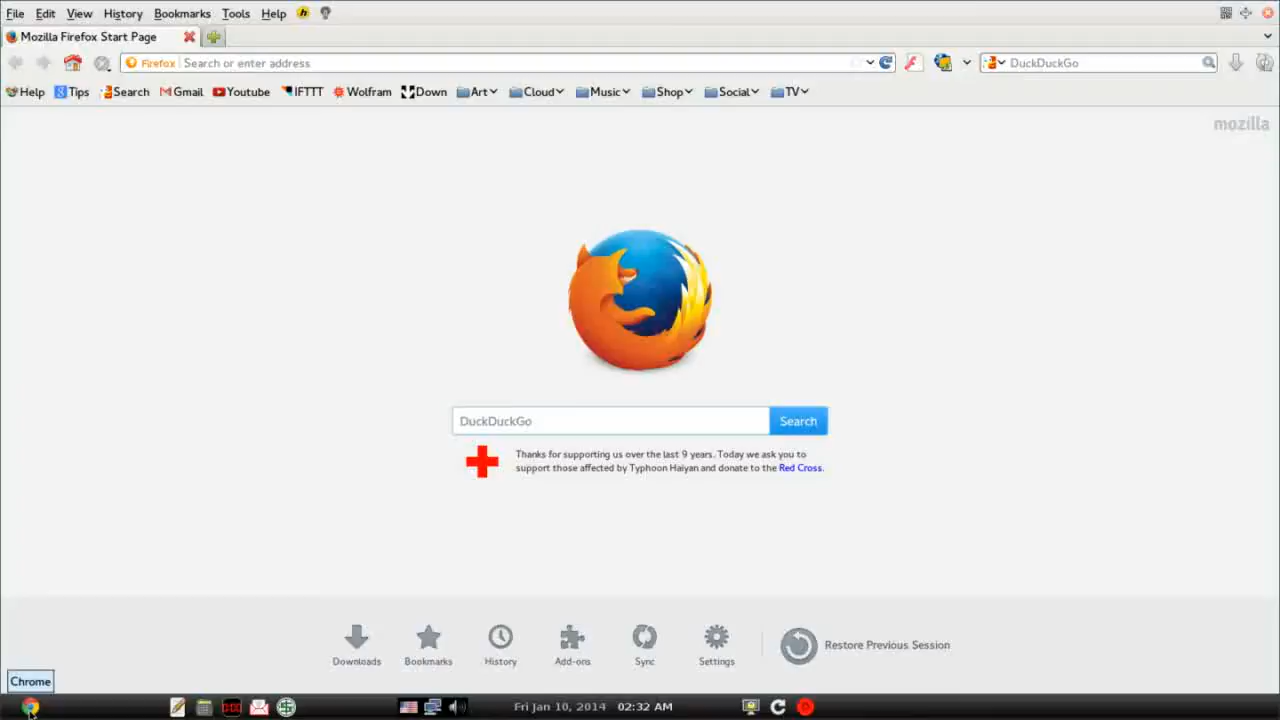 File Edit View History Bookmarks Tools Help
Mozilla Firefox Start Page
Firefox Search or enter address DuckDuckGo
Help Tips Search Gmail Youtube IFTTT Wolfram Down Art Cloud Music Shop Social TV
mozilla
DuckDuckGo Search
Thanks for supporting us over the last 9 years. Today we ask you to
support those affected by Typhoon Haiyan and donate to the Red Cross.
Downloads Bookmarks History Add-ons Sync Settings Restore Previous Session
Chrome
Fri Jan 10, 2014 02:32 AM